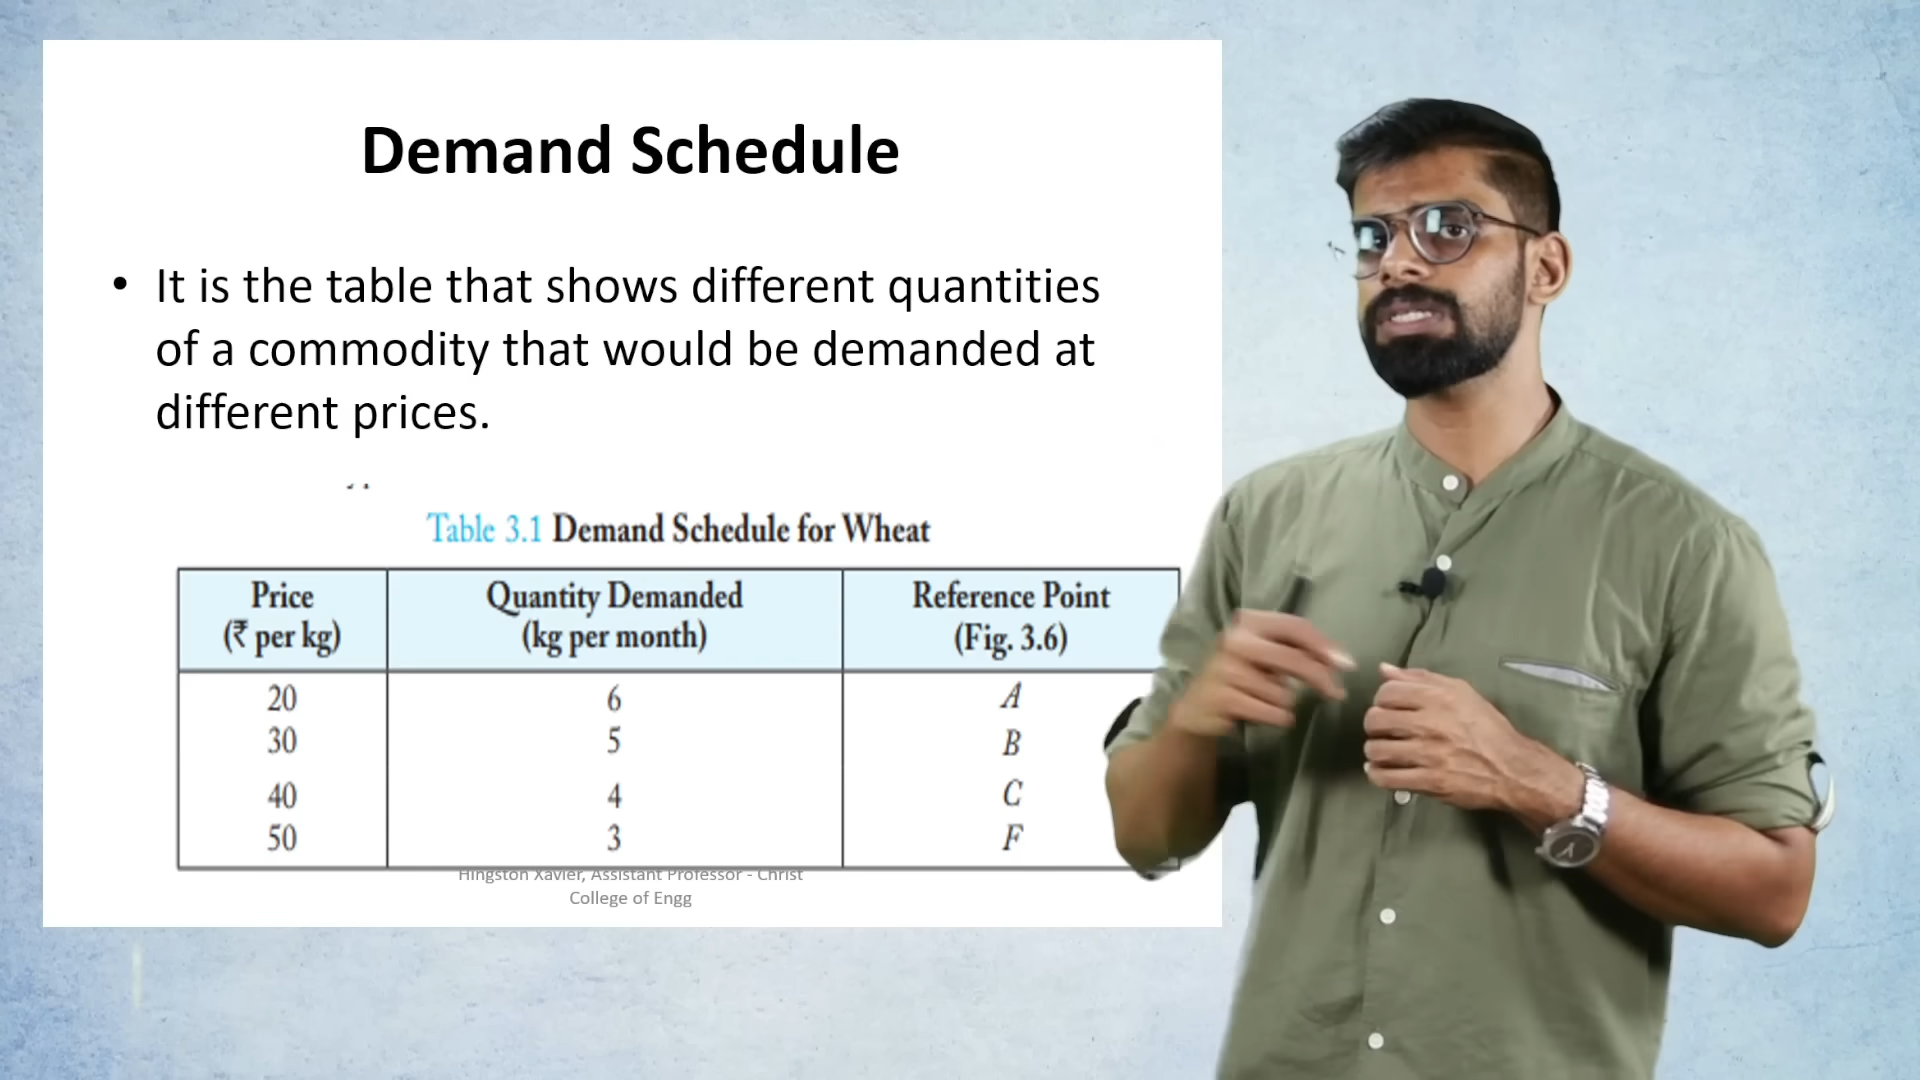 Demand Schedule
• It is the table that shows different quantities
of a commodity that would be demanded at
different prices.
Table 3.1 Demand Schedule for Wheat
Price Quantity Demanded Reference Point
(₹ per kg) (kg per month) (Fig. 3.6)
20 6 A
30 5 B
40 4 C
50 3 F
Hingston Xavier, Assistant Professor - Christ
College of Engg